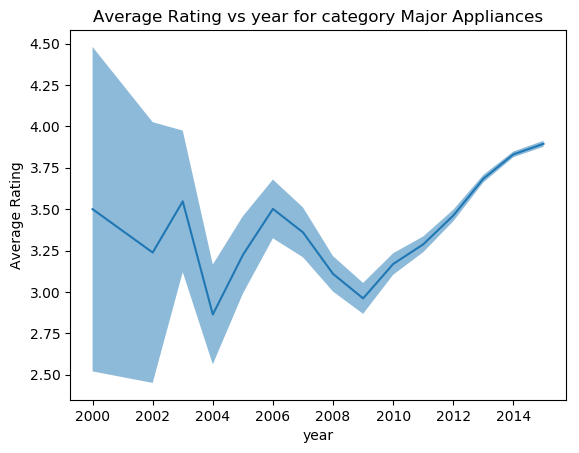 Average Rating vs year for category Major Appliances
4.50
4.25
4.00
3.75
3.50
3.25
3.00
2.75
2.50
Average Rating
2000 2002 2004 2006 2008 2010 2012 2014
year